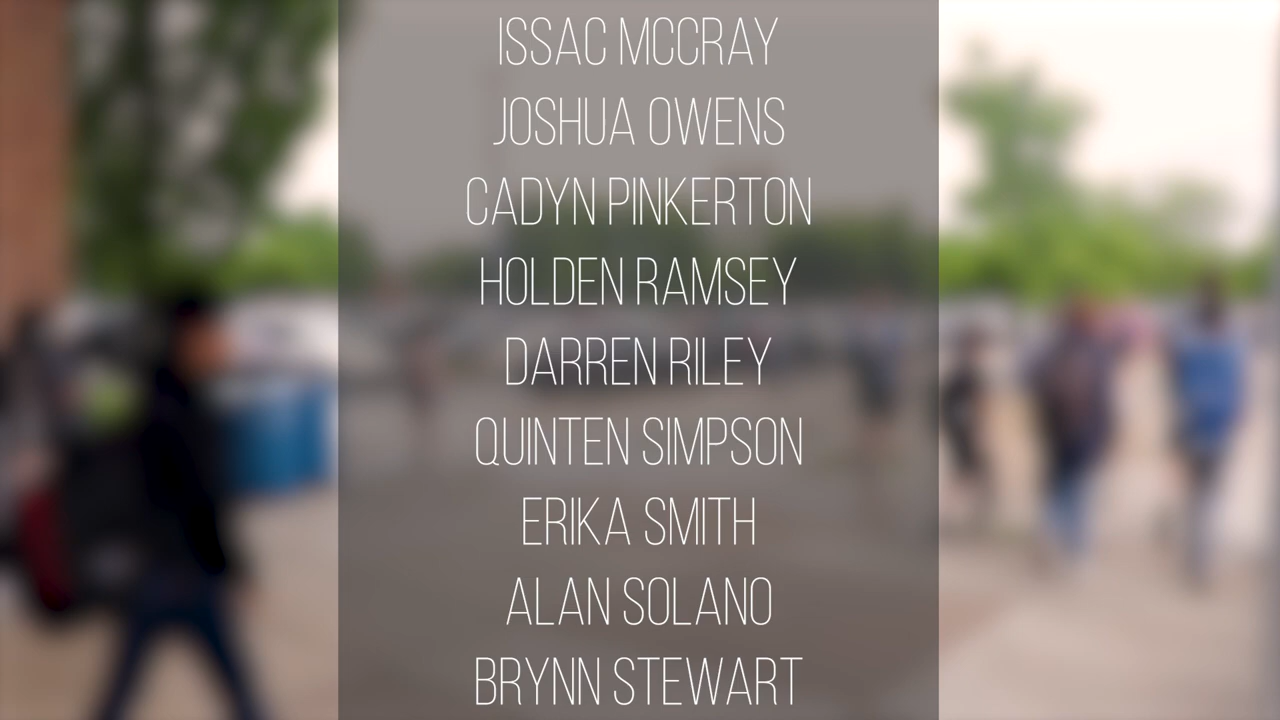 ISSAC MCCRAY
JOSHUA OWENS
CADYN PINKERTON
HOLDEN RAMSEY
DARREN RILEY
QUINTEN SIMPSON
ERIKA SMITH
ALAN SOLANO
BRYNN STEWART